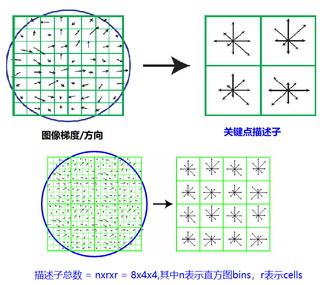 图像梯度/方向
关键点描述子
描述子总数 = nxrxr = 8x4x4,其中n表示直方图bins，r表示cells